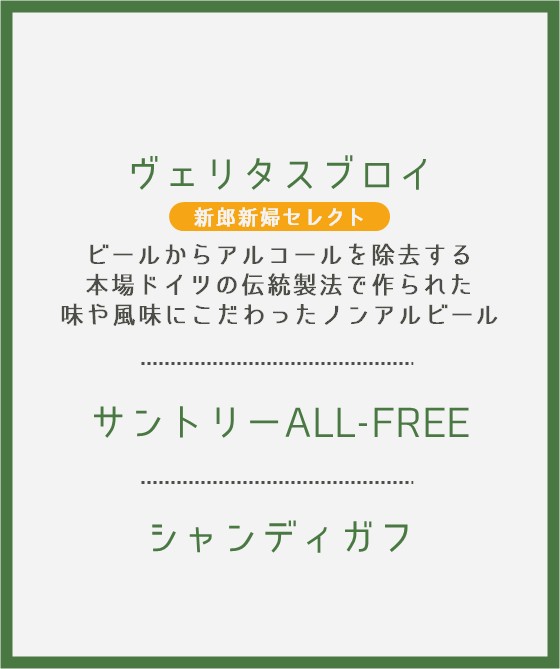 ヴェリタスブロイ
新郎新婦セレクト
ビールからアルコールを除去する
本場ドイツの伝統製法で作られた
味や風味にこだわったノンアルビール
サントリーALL-FREE
シャンディガフ